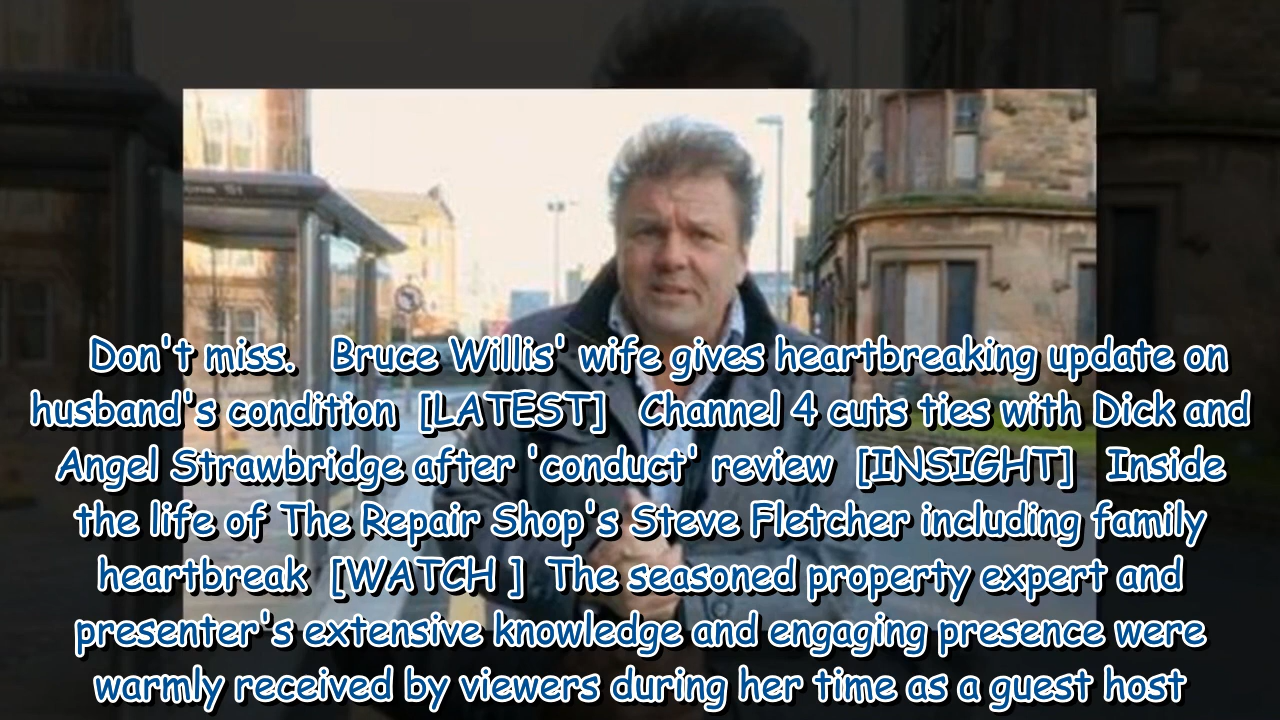 Don't miss.   Bruce Willis' wife gives heartbreaking update on
husband's condition  [LATEST]   Channel 4 cuts ties with Dick and
Angel Strawbridge after 'conduct' review  [INSIGHT]   Inside
the life of The Repair Shop's Steve Fletcher including family
heartbreak  [WATCH ]  The seasoned property expert and
presenter's extensive knowledge and engaging presence were
warmly received by viewers during her time as a guest host